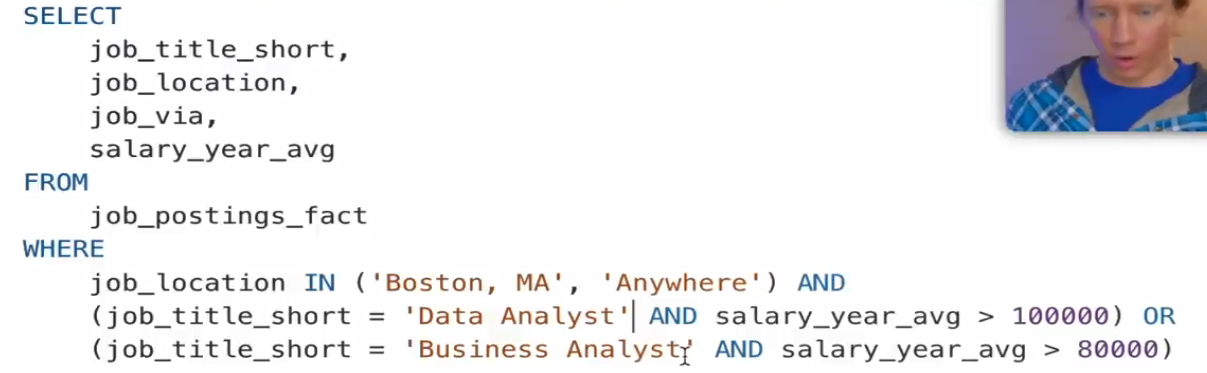 SELECT
job_title_short,
job_location,
job_via,
salary_year_avg
FROM
job_postings_fact
WHERE
job_location IN ('Boston, MA', 'Anywhere') AND
(job_title_short = 'Data Analyst' AND salary_year_avg > 100000) OR
(job_title_short = 'Business Analyst' AND salary_year_avg > 80000)